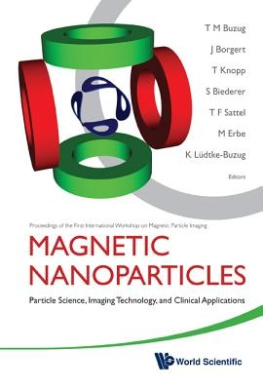 T M Buzug
J Borgert
T Knopp
S Biederer
T F Sattel
M Erbe
K Lüdtke-Buzug
Editors
Proceedings of the First International Workshop on Magnetic Particle Imaging
MAGNETIC
NANOPARTICLES
Particle Science, Imaging Technology, and Clinical Applications
World Scientific